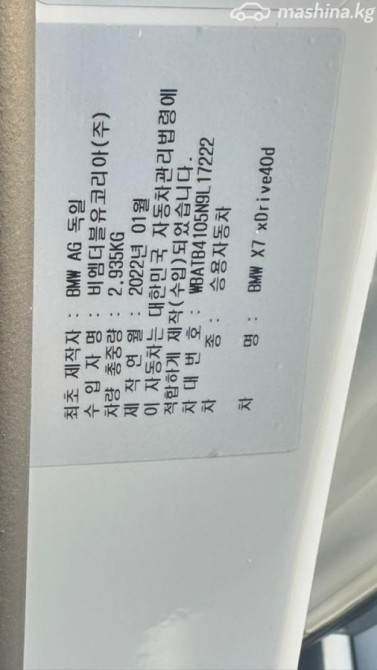 mashina.kg
최초 제작자 : BMW AG 독일
수 입 자 명 : 비엠더블유코리아(주)
차량 총중량 : 2,935KG
제 작 연 월 : 2022년 01월
이 자동차는 대한민국 자동차관리법령에
적합하게 제작(수입)되었습니다.
차 대 번 호 : WBATB4105N9L17222
차 종 : 승용자동차
차 명 : BMW X7 xDrive40d